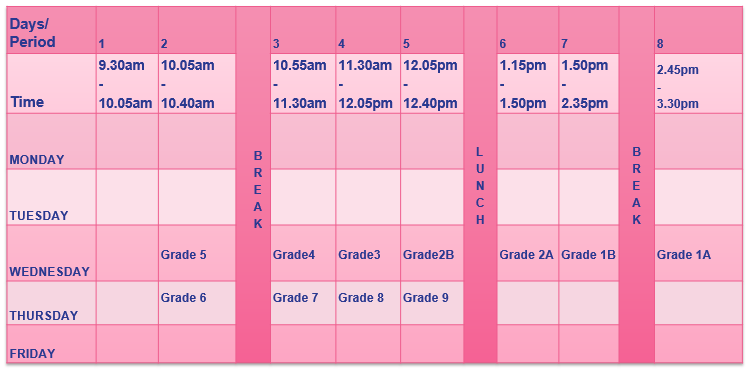 Days/
Period 1 2 3 4 5 6 7 8
Time 9.30am - 10.05am 10.05am - 10.40am 10.55am - 11.30am 11.30am - 12.05pm 12.05pm - 12.40pm 1.15pm - 1.50pm 1.50pm - 2.35pm 2.45pm - 3.30pm
BREAK
LUNCH
BREAK
MONDAY
TUESDAY
WEDNESDAY Grade 5 Grade4 Grade3 Grade2B Grade 2A Grade 1B Grade 1A
THURSDAY Grade 6 Grade 7 Grade 8 Grade 9
FRIDAY